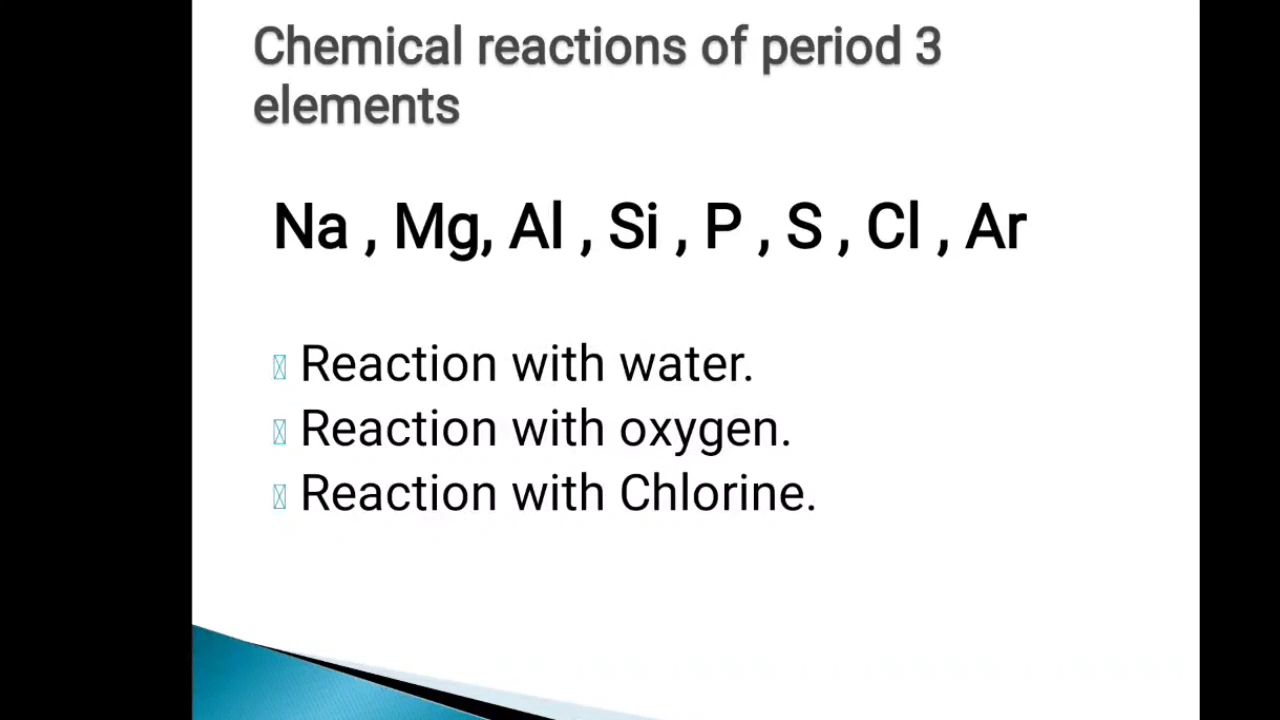 Chemical reactions of period 3
elements
Na , Mg, Al , Si , P , S , Cl , Ar
Reaction with water.
Reaction with oxygen.
Reaction with Chlorine.